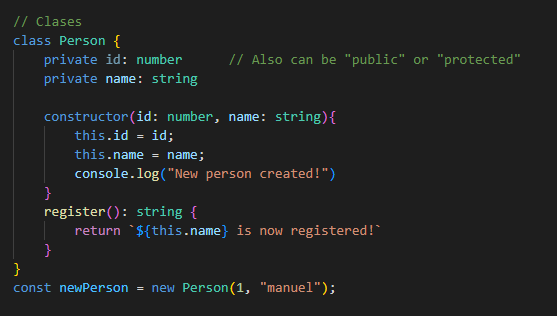 // Clases
class Person {
    private id: number      // Also can be "public" or "protected"
    private name: string

    constructor(id: number, name: string){
        this.id = id;
        this.name = name;
        console.log("New person created!")
    }
    register(): string {
        return `${this.name} is now registered!`
    }
}
const newPerson = new Person(1, "manuel");